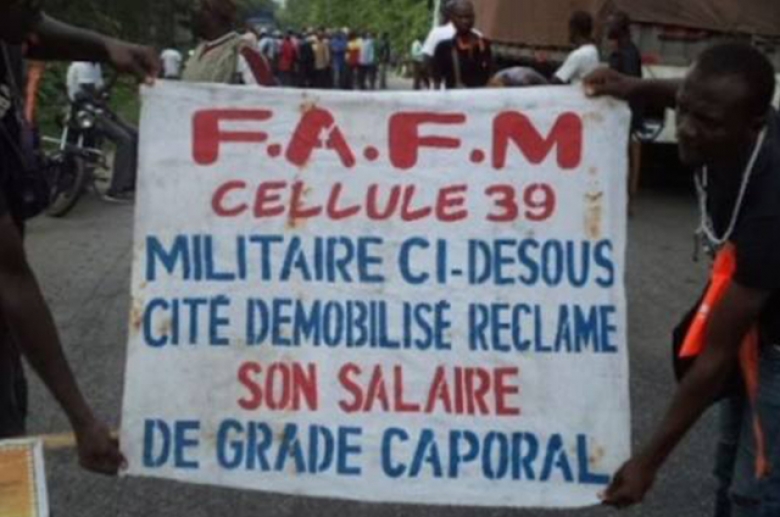 F.A.F.M
CELLULE 39
MILITAIRE CI-DESOUS
CITÉ DEMOBILISÉ RECLAME
SON SALAIRE
DE GRADE CAPORAL